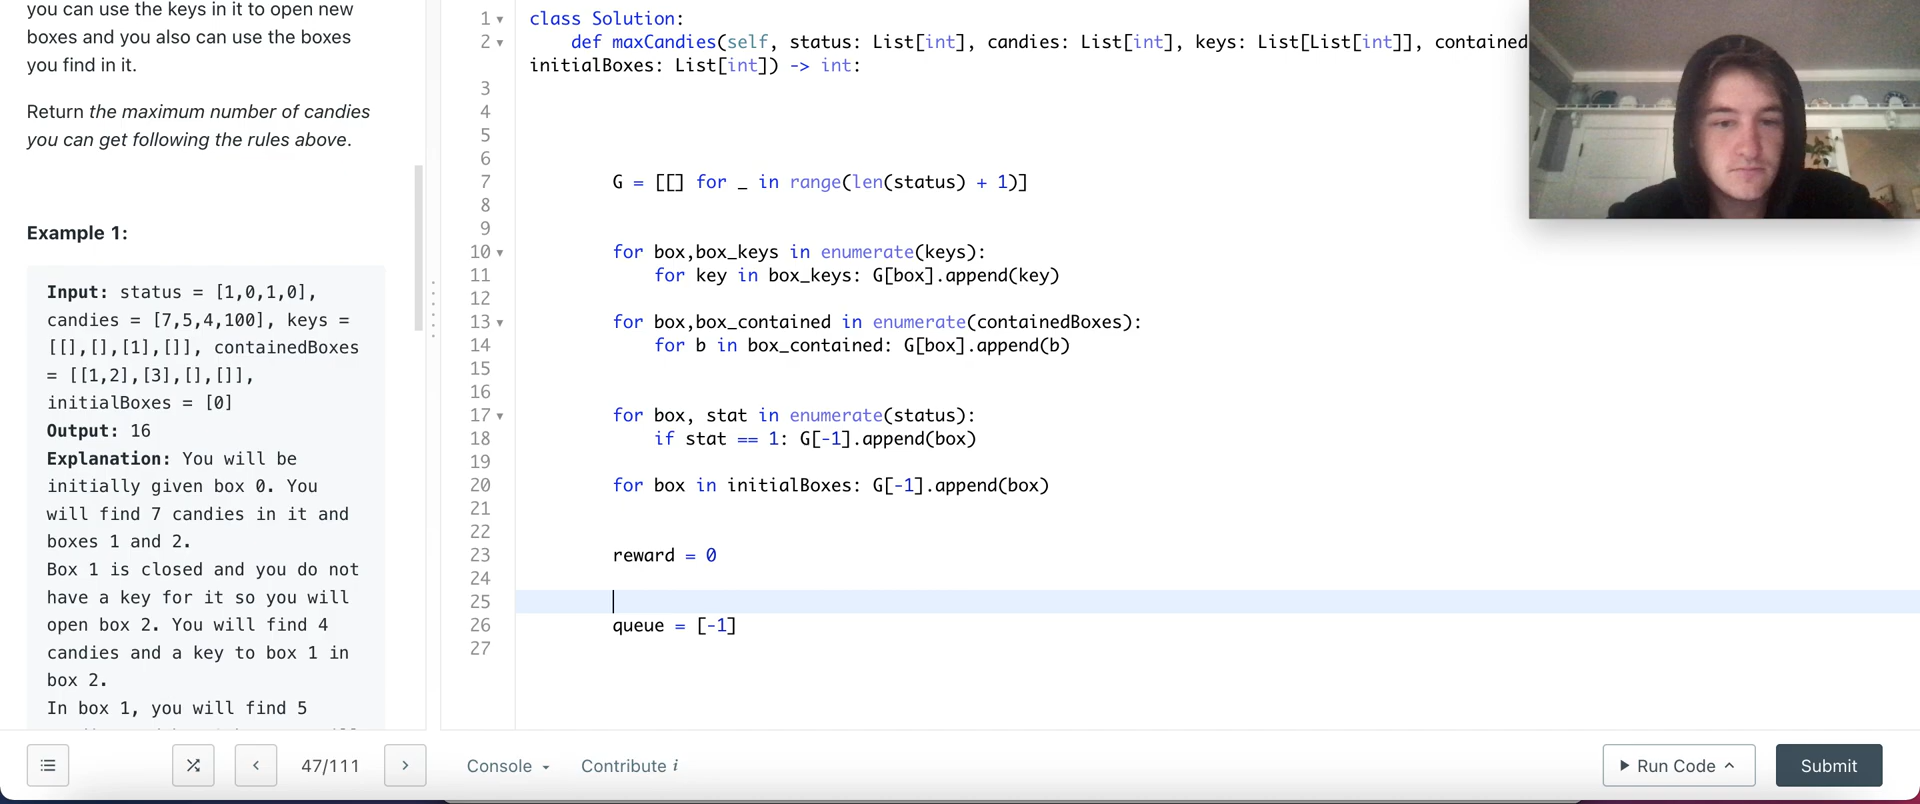 you can use the keys in it to open new
boxes and you also can use the boxes
you find in it.
Return the maximum number of candies
you can get following the rules above.
Example 1:
Input: status = [1,0,1,0],
candies = [7,5,4,100], keys =
[[],[],[1],[]], containedBoxes
= [[1,2],[3],[],[]],
initialBoxes = [0]
Output: 16
Explanation: You will be
initially given box 0. You
will find 7 candies in it and
boxes 1 and 2.
Box 1 is closed and you do not
have a key for it so you will
open box 2. You will find 4
candies and a key to box 1 in
box 2.
In box 1, you will find 5
1 class Solution:
2 def maxCandies(self, status: List[int], candies: List[int], keys: List[List[int]], contained
initialBoxes: List[int]) -> int:
3
4
5
6
7 G = [[] for _ in range(len(status) + 1)]
8
9
10 for box,box_keys in enumerate(keys):
11 for key in box_keys: G[box].append(key)
12
13 for box,box_contained in enumerate(containedBoxes):
14 for b in box_contained: G[box].append(b)
15
16
17 for box, stat in enumerate(status):
18 if stat == 1: G[-1].append(box)
19
20 for box in initialBoxes: G[-1].append(box)
21
22
23 reward = 0
24
25
26 queue = [-1]
27
47/111
Console
Contribute i
Run Code
Submit